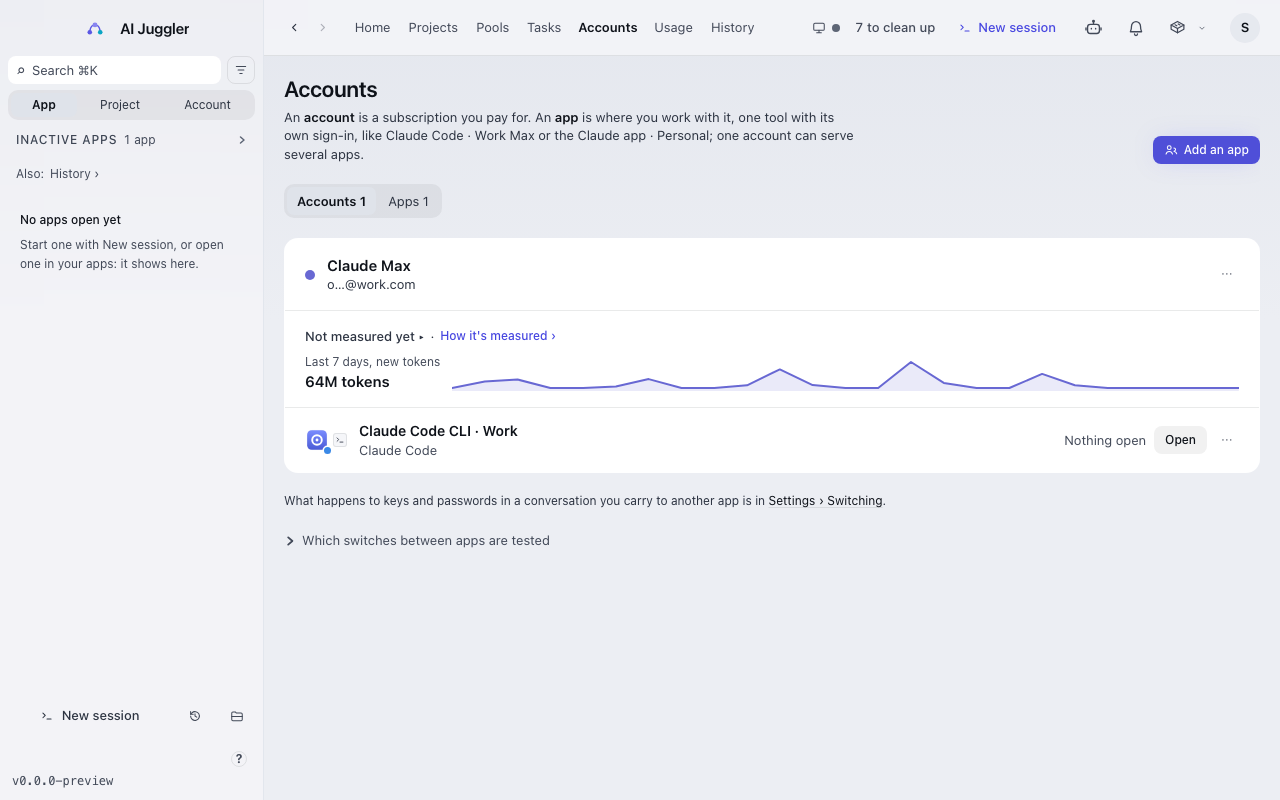 AI Juggler
Search ⌘K
App Project Account
INACTIVE APPS 1 app
Also: History ›
No apps open yet
Start one with New session, or open
one in your apps: it shows here.
New session
?
v0.0.0-preview
Home Projects Pools Tasks Accounts Usage History
7 to clean up
New session
S
Accounts
An account is a subscription you pay for. An app is where you work with it, one tool with its
own sign-in, like Claude Code · Work Max or the Claude app · Personal; one account can serve
several apps.
Add an app
Accounts 1 Apps 1
Claude Max
o...@work.com
Not measured yet ▸ · How it's measured ›
Last 7 days, new tokens
64M tokens
Claude Code CLI · Work
Claude Code
Nothing open
Open
What happens to keys and passwords in a conversation you carry to another app is in Settings › Switching.
Which switches between apps are tested